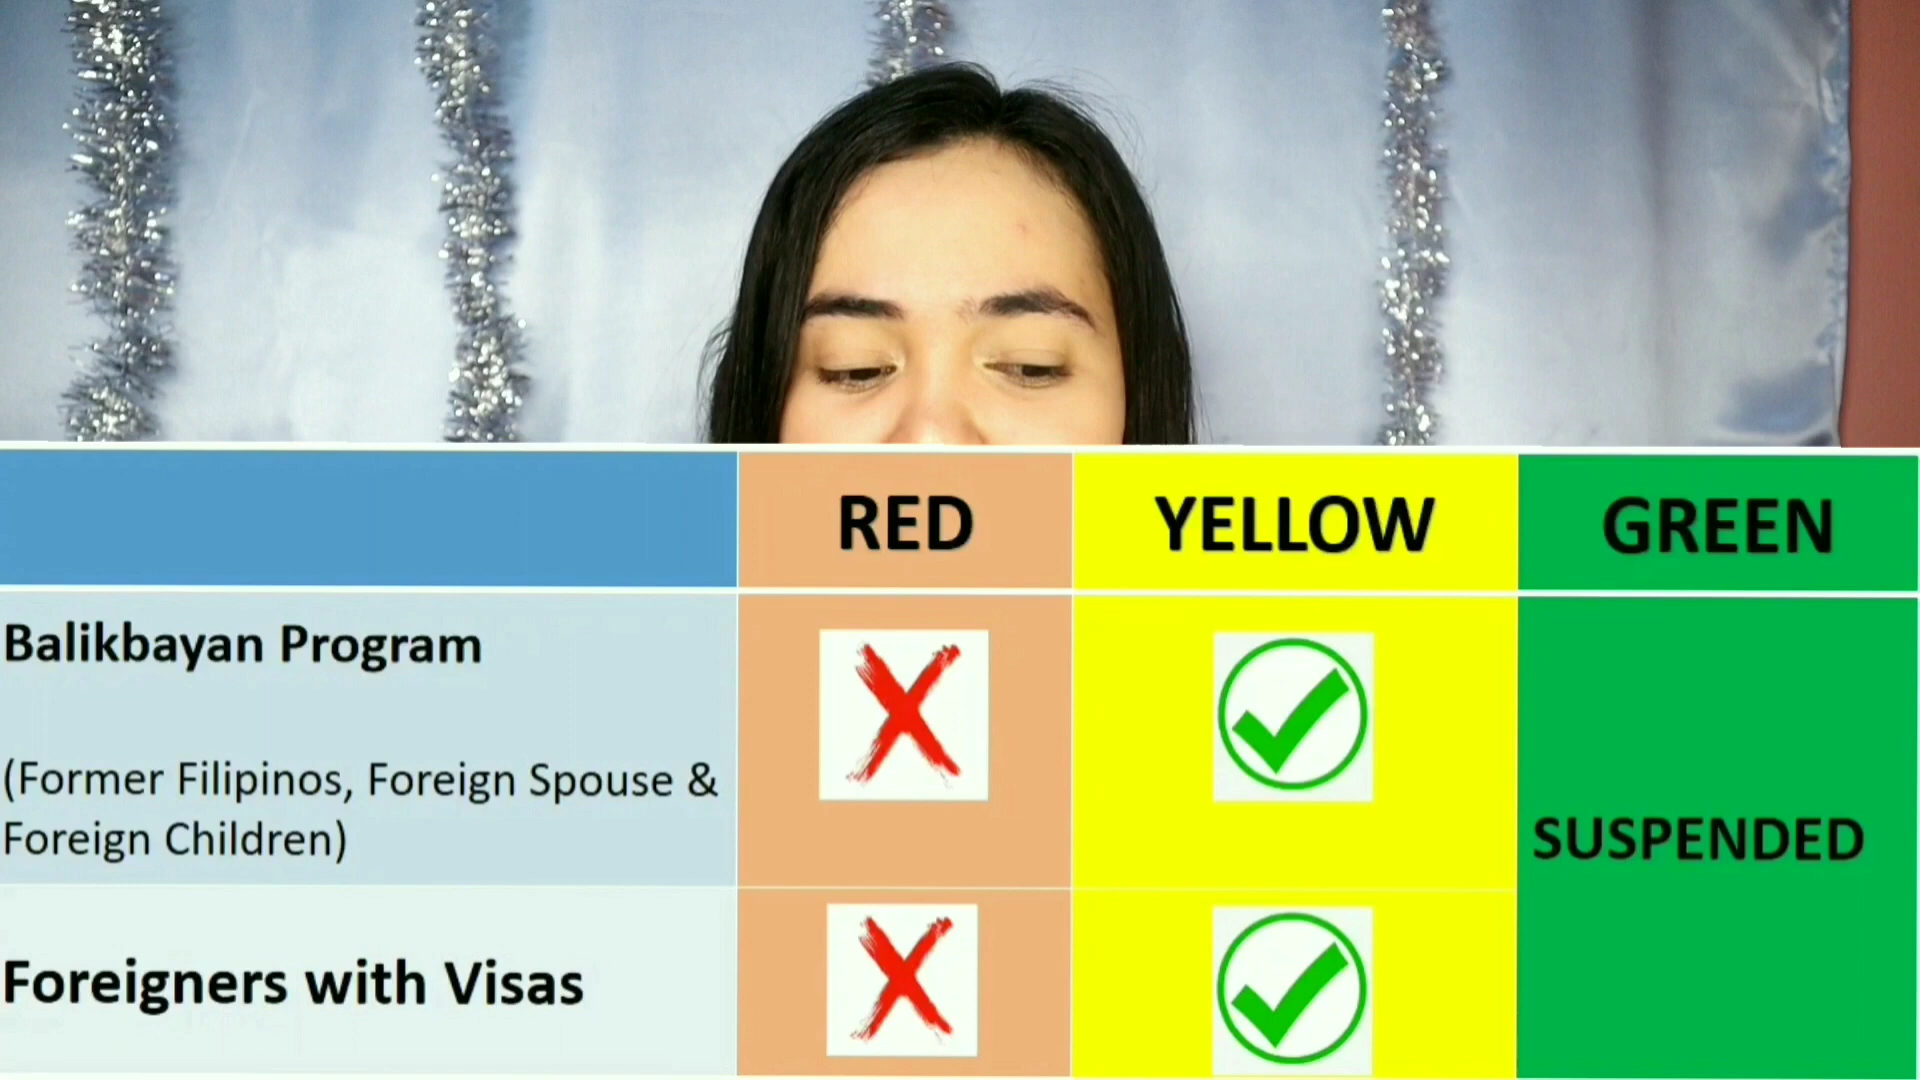 RED YELLOW GREEN
Balikbayan Program
(Former Filipinos, Foreign Spouse &
Foreign Children)
SUSPENDED
Foreigners with Visas